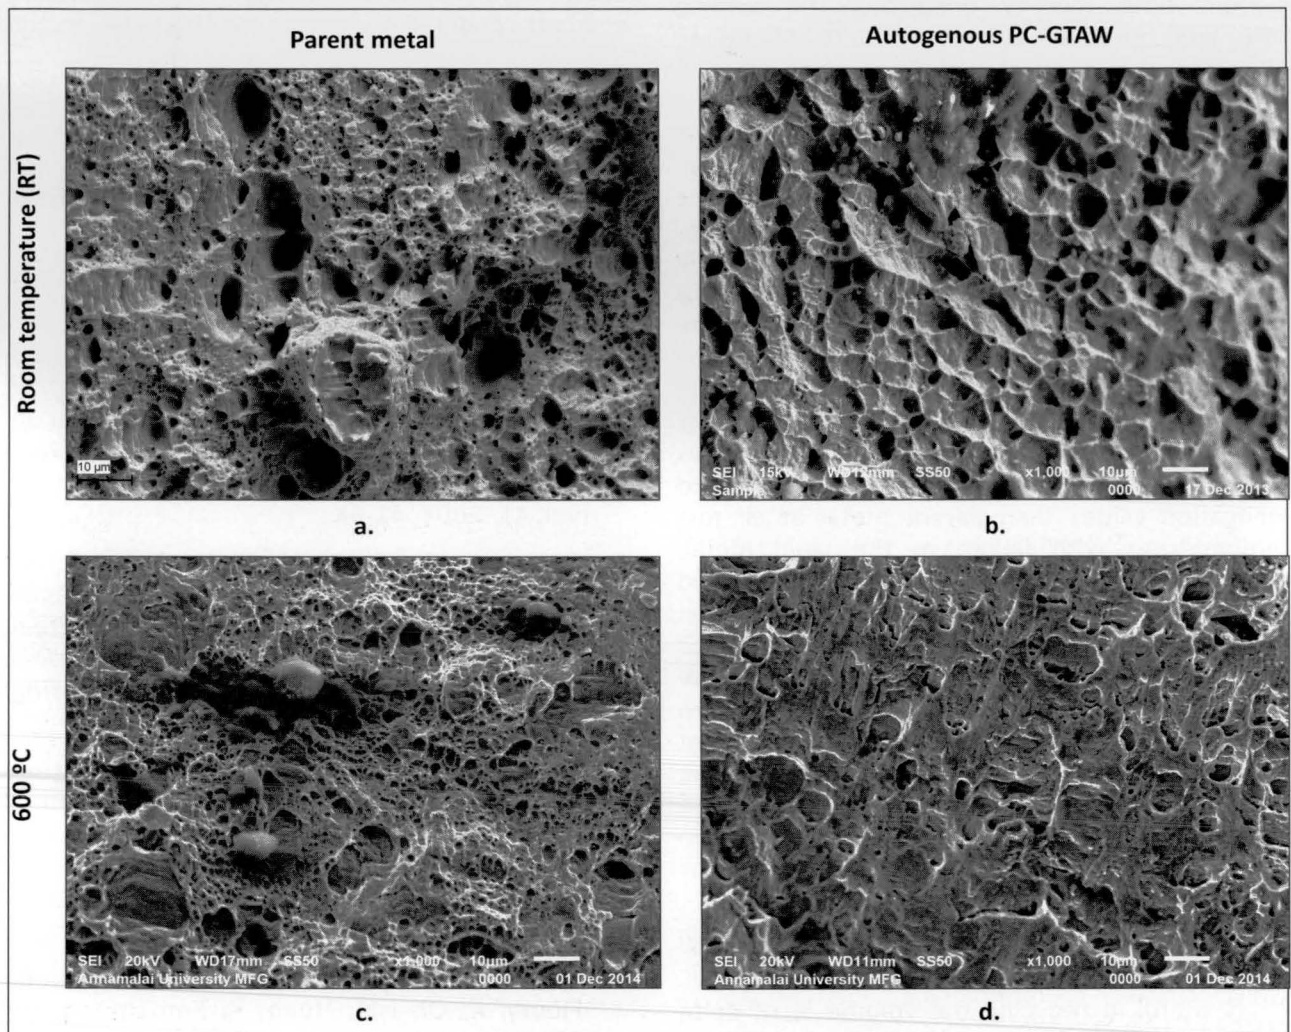 Parent metal
Autogenous PC-GTAW
Room temperature (RT)
10 µm
SEI 15kV WD12mm SS50 x1,000 10µm
Sample 0000 17 Dec 2013
a.
b.
600 ºC
SEI 20kV WD17mm SS50 x1,000 10µm
Annamalai University MFG 0000 01 Dec 2014
SEI 20kV WD11mm SS50 x1,000 10µm
Annamalai University MFG 0000 01 Dec 2014
c.
d.